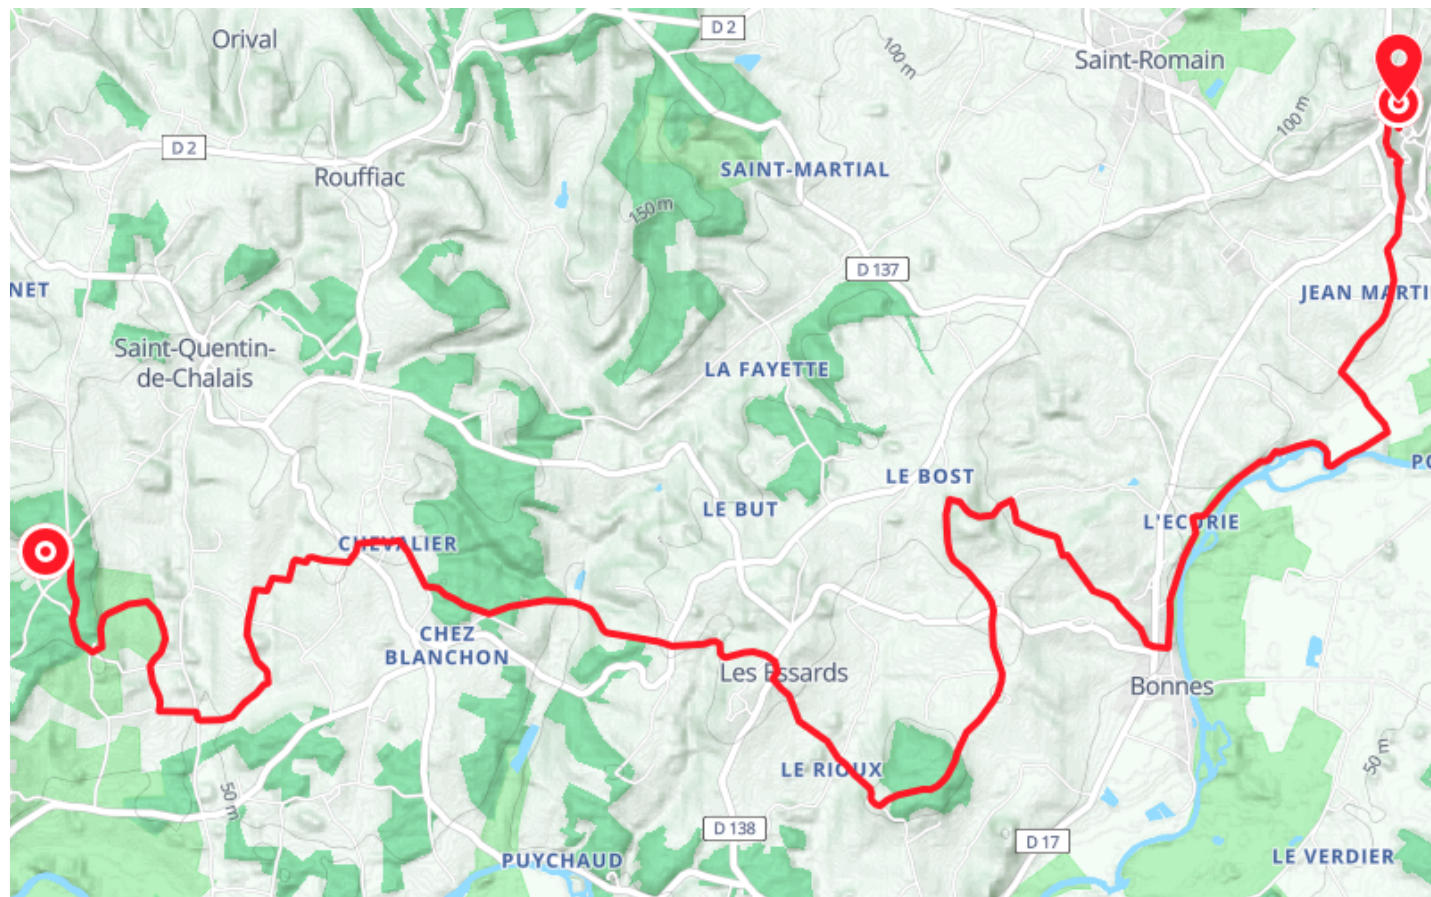 D 2
Orival
Saint-Romain
100 m
100 m
D 2
Rouffiac
SAINT-MARTIAL
150 m
D 137
NET
JEAN MARTI
Saint-Quentin-
de-Chalais
LA FAYETTE
LE BOST
PO
LE BUT
L'ECURIE
CHEVALIER
CHEZ
BLANCHON
Les Essards
Bonnes
LE RIOUX
50 m
50 m
D 138
D 17
PUYCHAUD
LE VERDIER